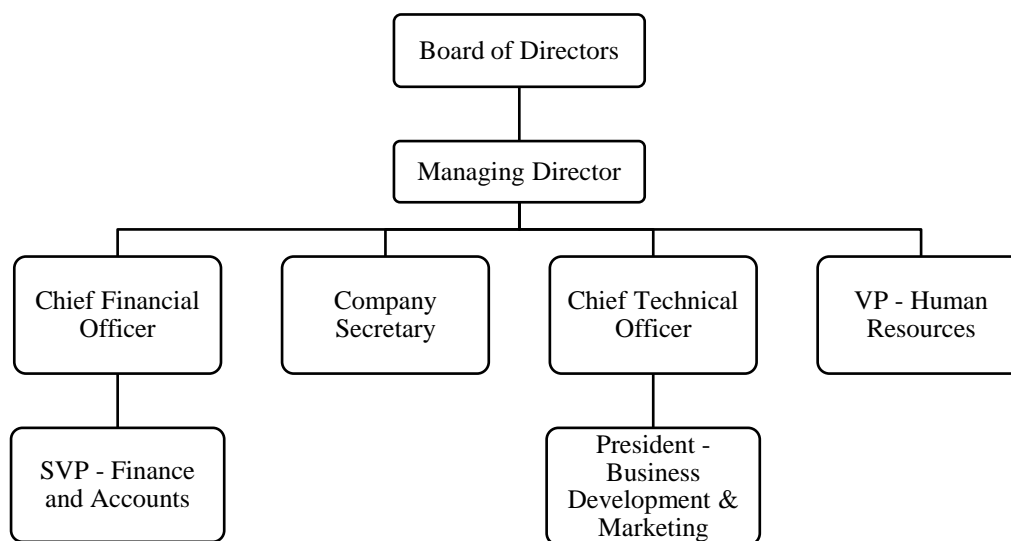 Board of Directors
Managing Director
Chief Financial
Officer
Company
Secretary
Chief Technical
Officer
VP - Human
Resources
SVP - Finance
and Accounts
President -
Business
Development &
Marketing